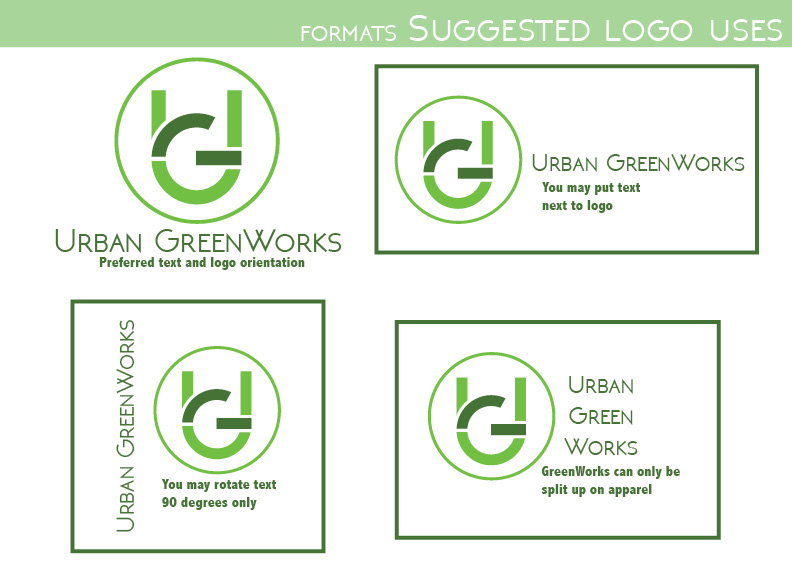 FORMATS SUGGESTED LOGO USES
URBAN GREENWORKS
Preferred text and logo orientation
URBAN GREENWORKS
You may put text
next to logo
URBAN GREENWORKS
You may rotate text
90 degrees only
URBAN
GREEN
WORKS
GreenWorks can only be
split up on apparel